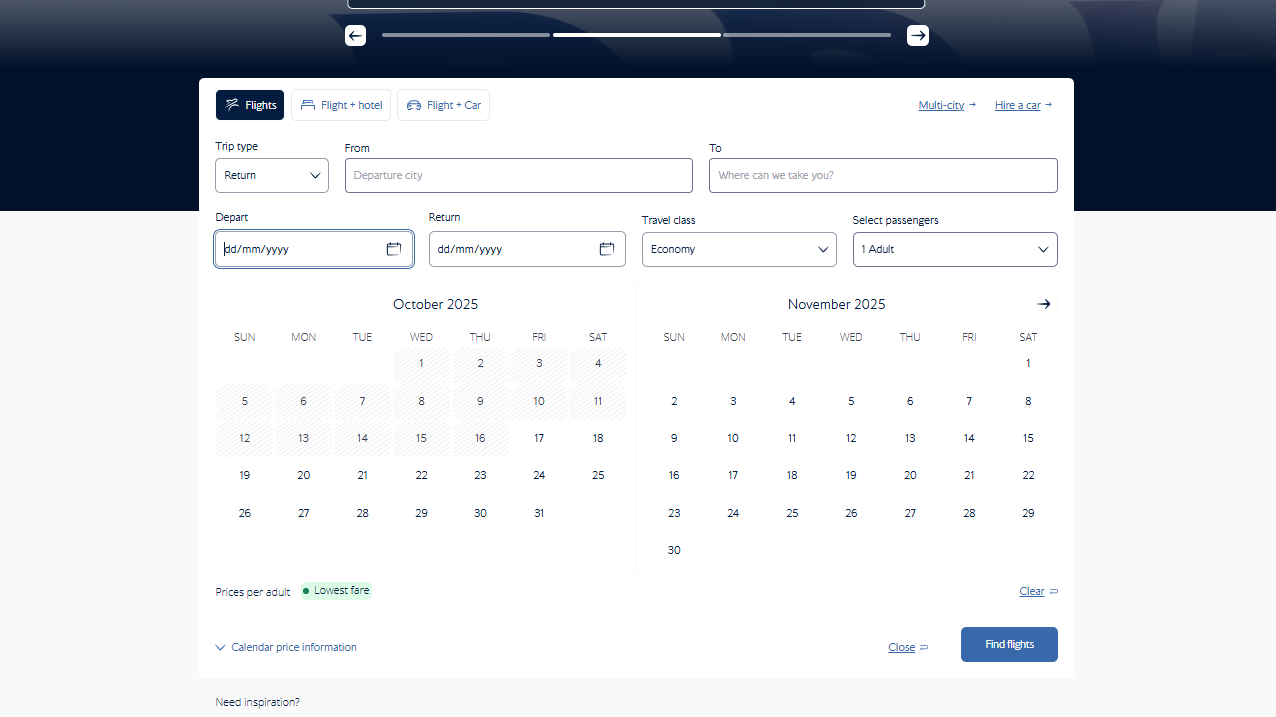 Flights Flight + hotel Flight + Car Multi-city Hire a car
Trip type From To
Return Departure city Where can we take you?
Depart Return Travel class Select passengers
dd/mm/yyyy dd/mm/yyyy Economy 1 Adult
October 2025
SUN MON TUE WED THU FRI SAT
1 2 3 4
5 6 7 8 9 10 11
12 13 14 15 16 17 18
19 20 21 22 23 24 25
26 27 28 29 30 31
November 2025
SUN MON TUE WED THU FRI SAT
1
2 3 4 5 6 7 8
9 10 11 12 13 14 15
16 17 18 19 20 21 22
23 24 25 26 27 28 29
30
Prices per adult Lowest fare Clear
Calendar price information Close Find flights
Need inspiration?